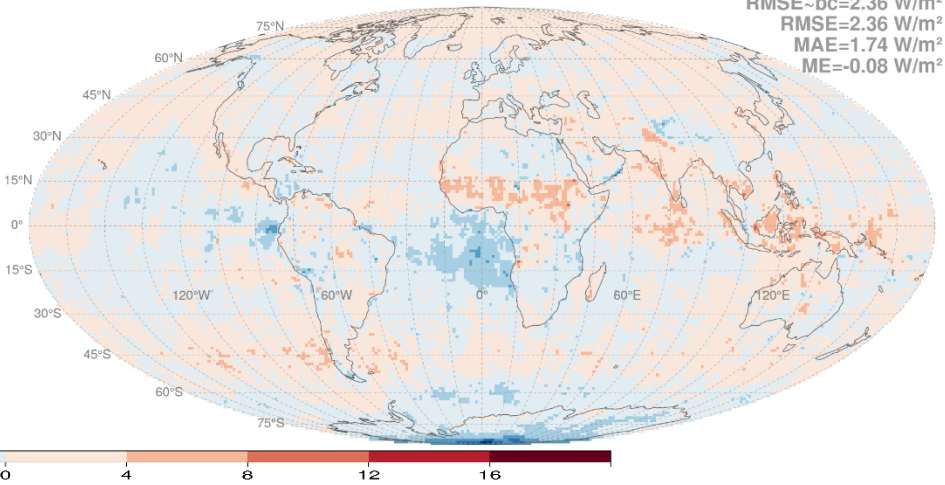 RMSE~bc=2.36 W/m²
RMSE=2.36 W/m²
MAE=1.74 W/m²
ME=-0.08 W/m²
75°N
60°N
45°N
30°N
15°N
0°
15°S
120°W 60°W 0° 60°E 120°E
30°S
45°S
60°S
75°S
0 4 8 12 16